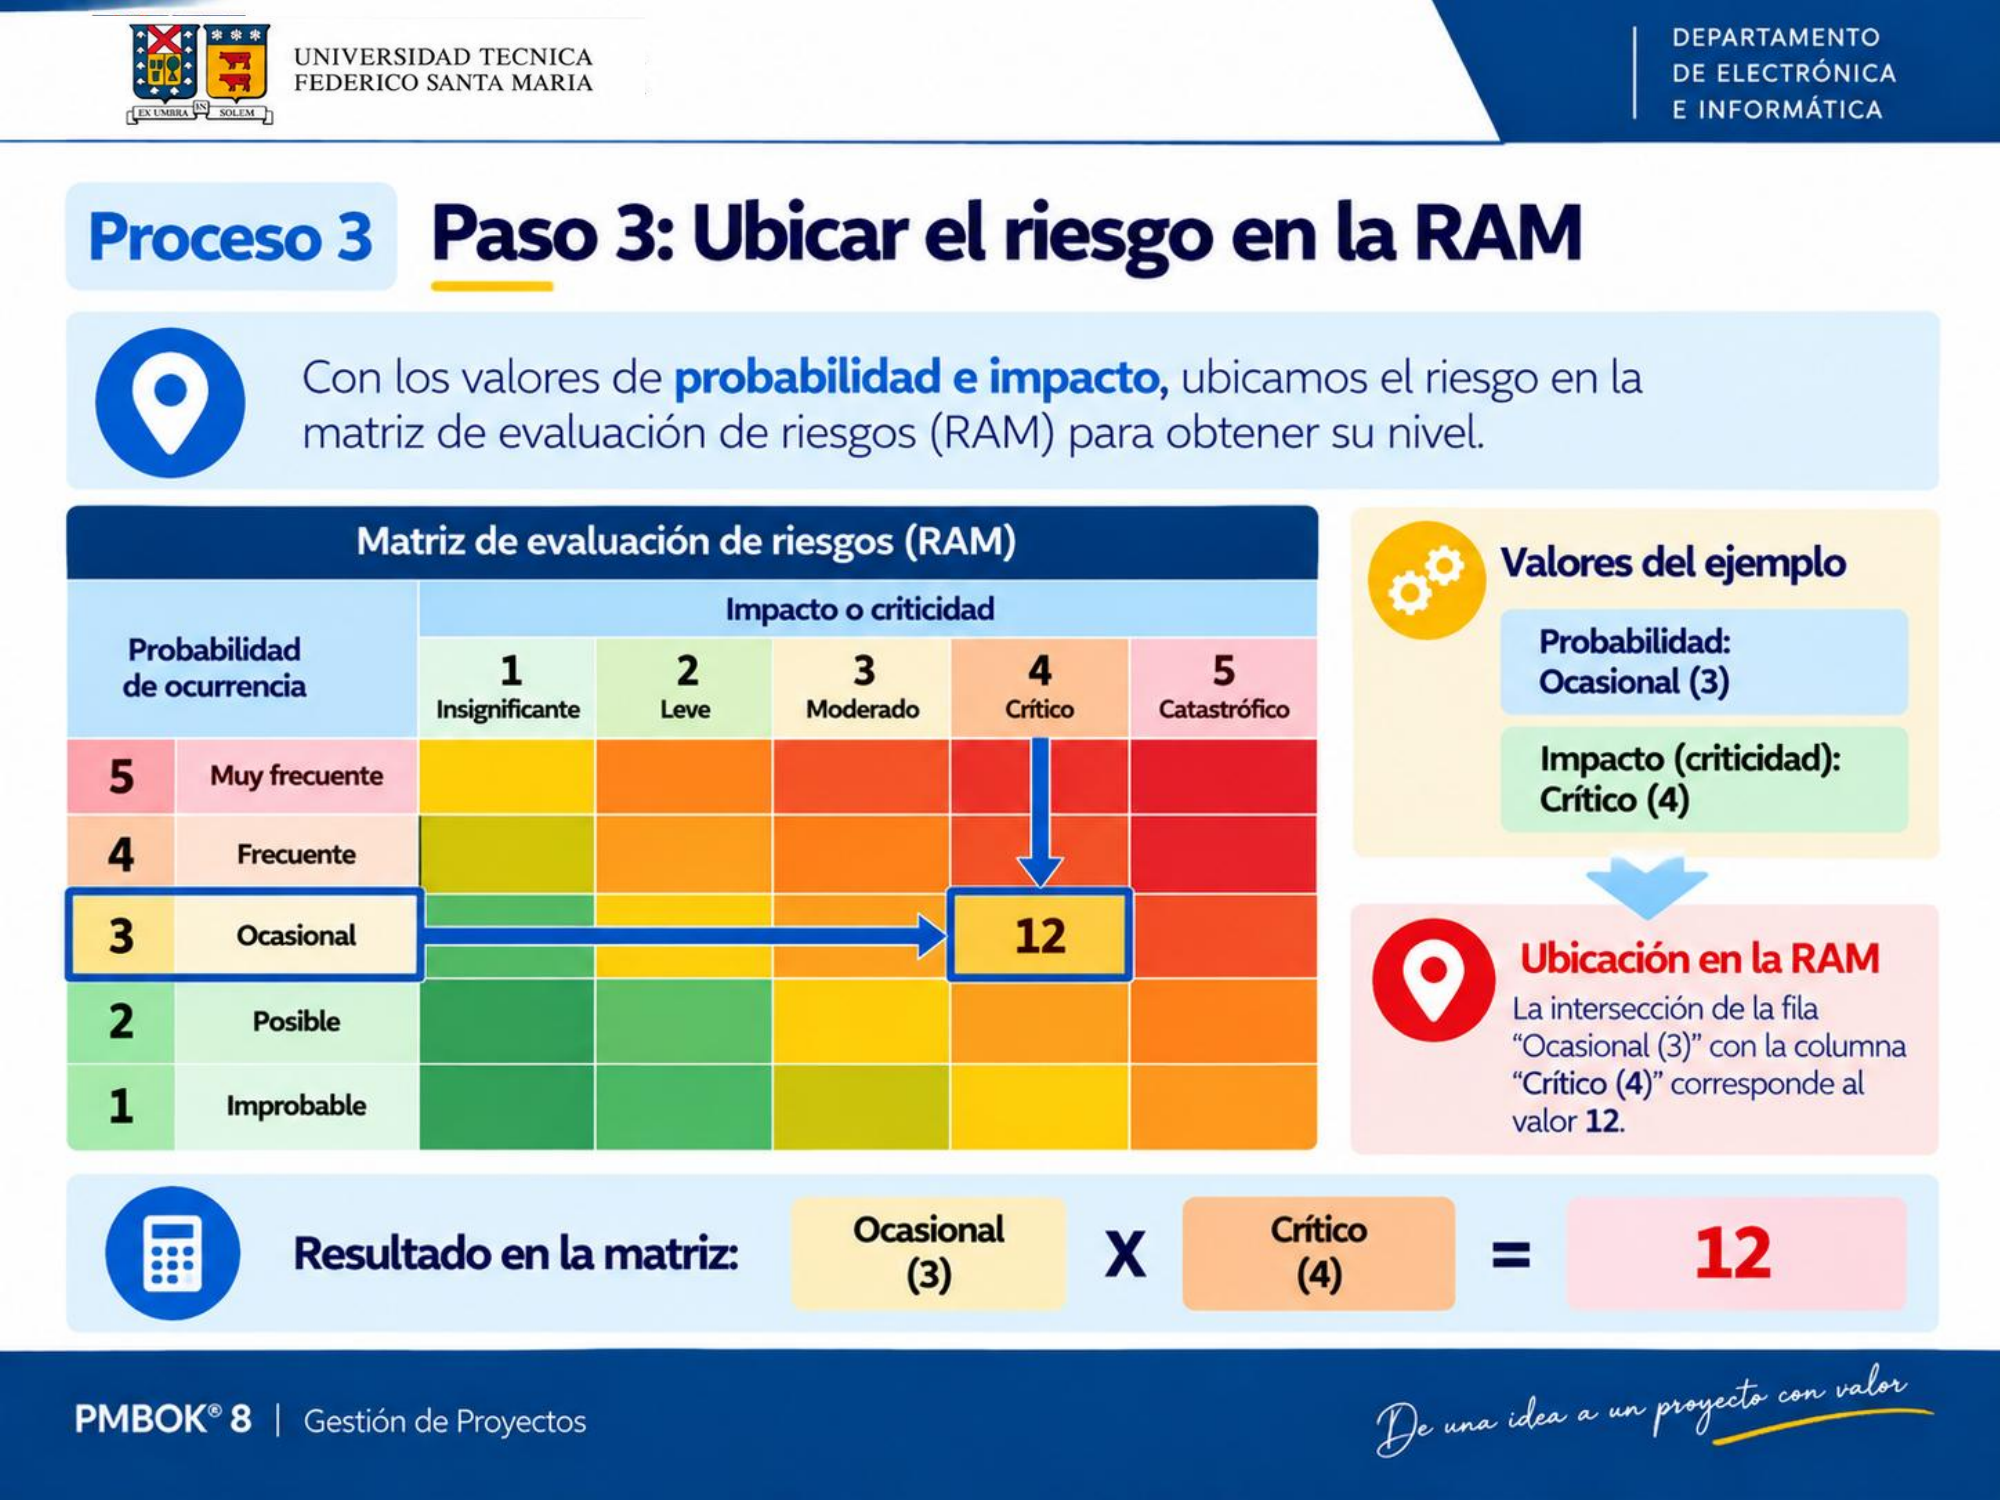 EX UMBRA IN SOLEM
UNIVERSIDAD TECNICA
FEDERICO SANTA MARIA
DEPARTAMENTO
DE ELECTRÓNICA
E INFORMÁTICA
Proceso 3
Paso 3: Ubicar el riesgo en la RAM
Con los valores de probabilidad e impacto, ubicamos el riesgo en la
matriz de evaluación de riesgos (RAM) para obtener su nivel.
Matriz de evaluación de riesgos (RAM)
Probabilidad
de ocurrencia
Impacto o criticidad
1 2 3 4 5
Insignificante Leve Moderado Crítico Catastrófico
5 Muy frecuente
4 Frecuente
3 Ocasional 12
2 Posible
1 Improbable
Valores del ejemplo
Probabilidad:
Ocasional (3)
Impacto (criticidad):
Crítico (4)
Ubicación en la RAM
La intersección de la fila
“Ocasional (3)” con la columna
“Crítico (4)” corresponde al
valor 12.
Resultado en la matriz:
Ocasional
(3)
X
Crítico
(4)
=
12
PMBOK® 8 | Gestión de Proyectos
De una idea a un proyecto con valor